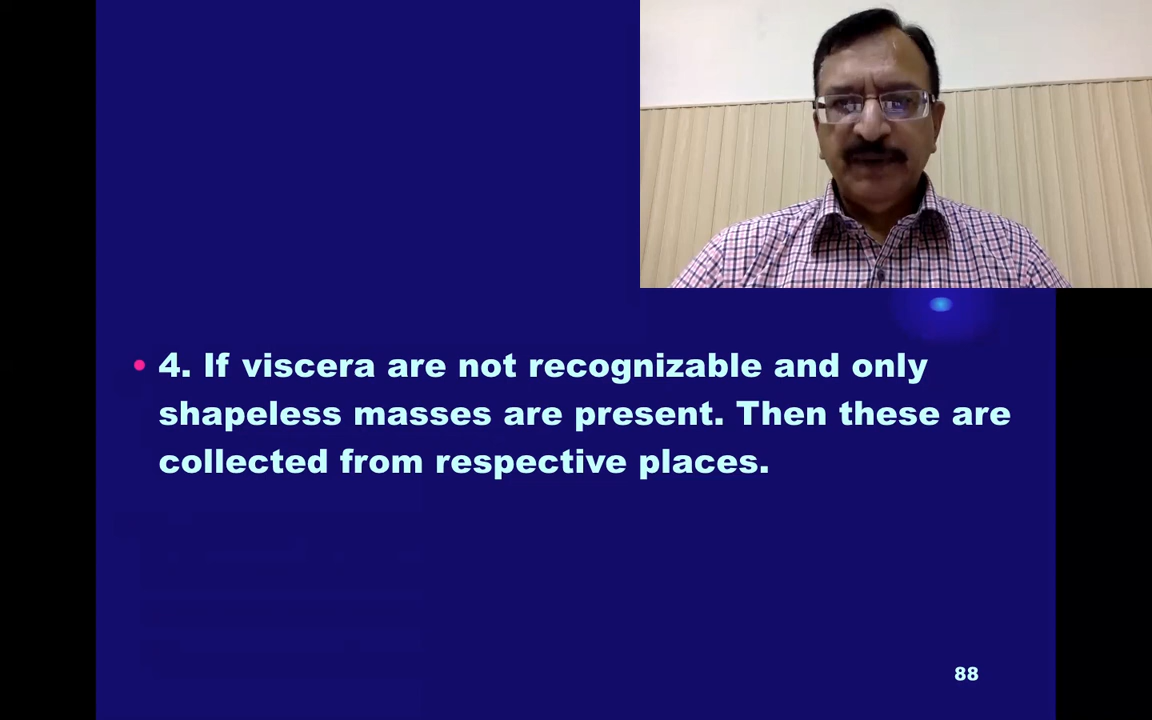 • 4. If viscera are not recognizable and only
shapeless masses are present. Then these are
collected from respective places.
88